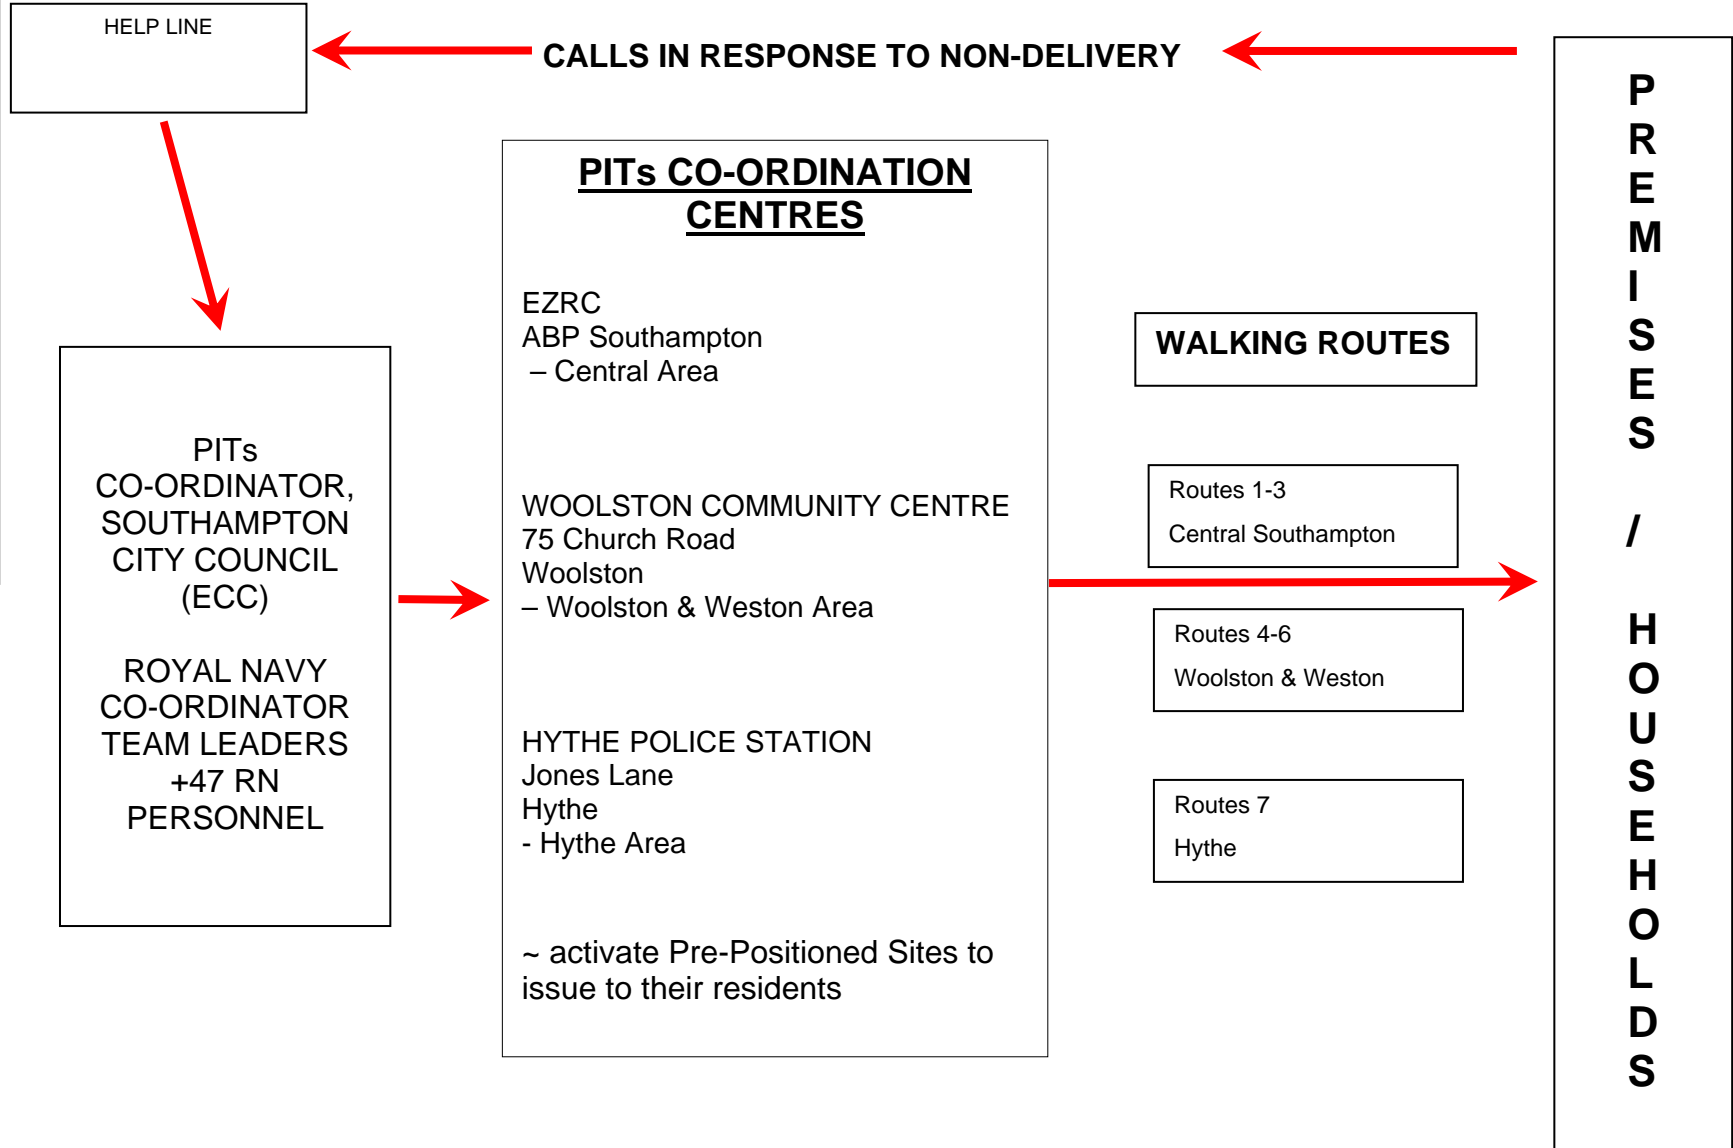 HELP LINE
CALLS IN RESPONSE TO NON-DELIVERY
PITs
CO-ORDINATOR,
SOUTHAMPTON
CITY COUNCIL
(ECC)
ROYAL NAVY
CO-ORDINATOR
TEAM LEADERS
+47 RN
PERSONNEL
PITs CO-ORDINATION
CENTRES
EZRC
ABP Southampton
– Central Area
WOOLSTON COMMUNITY CENTRE
75 Church Road
Woolston
– Woolston & Weston Area
HYTHE POLICE STATION
Jones Lane
Hythe
- Hythe Area
~ activate Pre-Positioned Sites to
issue to their residents
WALKING ROUTES
Routes 1-3
Central Southampton
Routes 4-6
Woolston & Weston
Routes 7
Hythe
PREMISES / HOUSEHOLDS